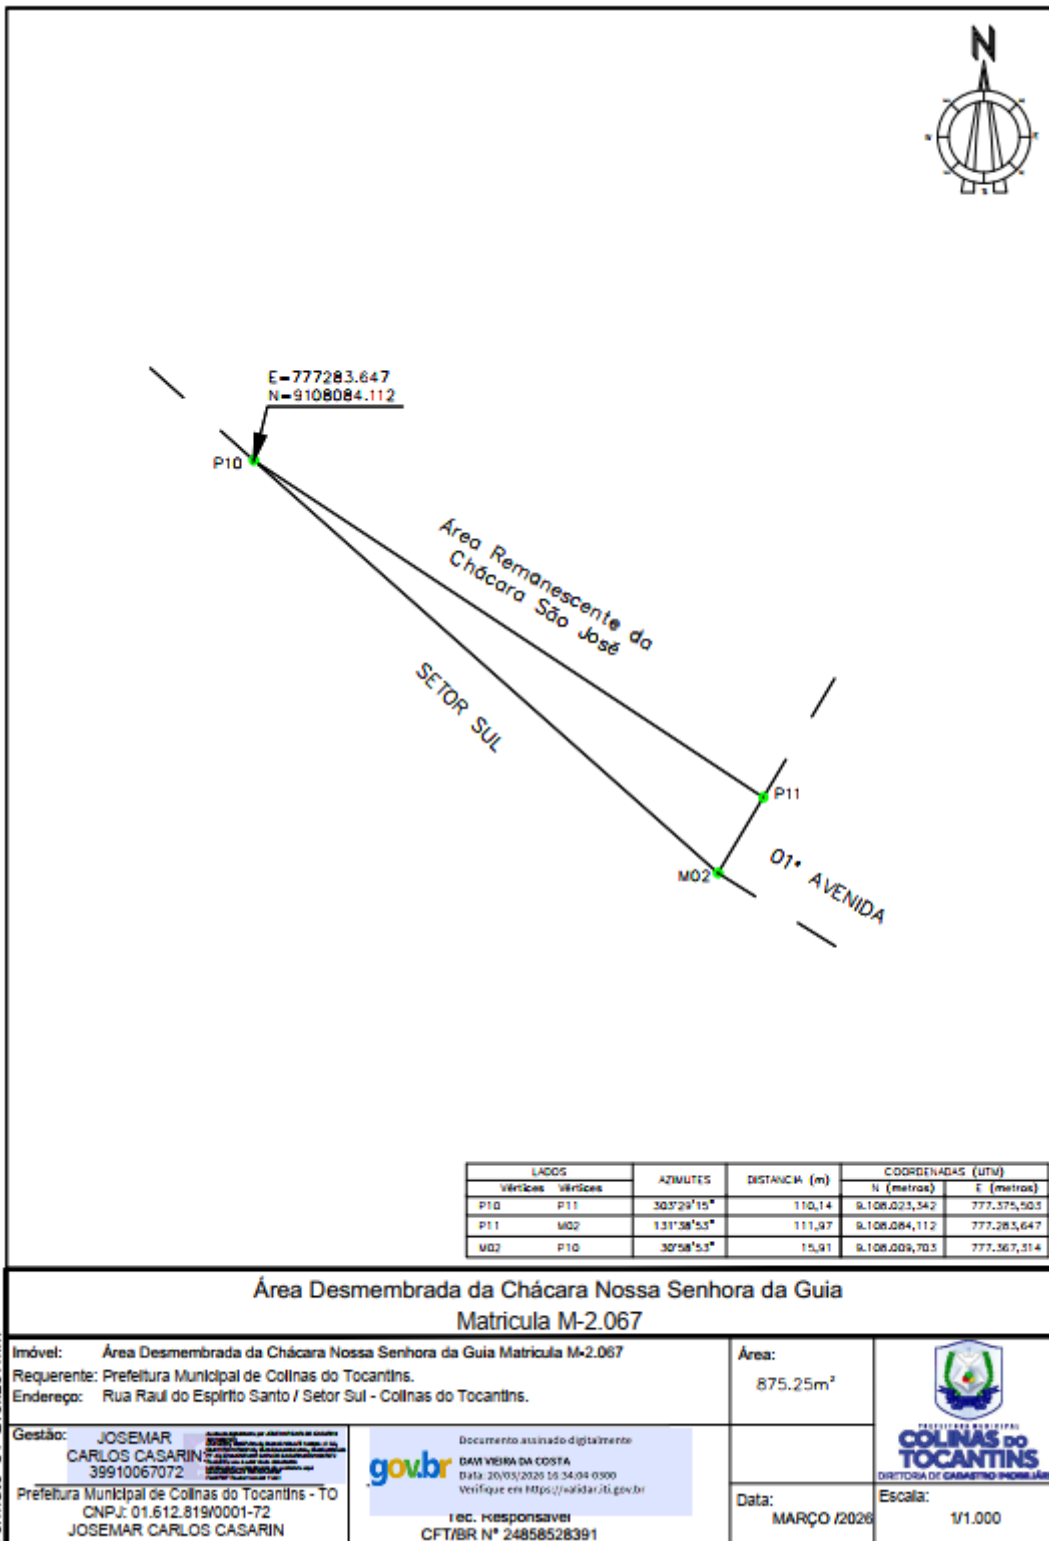 N
E=777283.647
N=9108084.112
P10
Área Remanescente da
Chácara São José
SETOR SUL
P11
M02
01ª AVENIDA
LADOS AZIMUTES DISTANCIA (m) COORDENADAS (UTM)
Vértices Vértices N (metros) E (metros)
P10 P11 303°29'15" 110,14 9.108.023,342 777.375,503
P11 M02 131°38'53" 111,97 9.108.084,112 777.283,647
M02 P10 30°58'53" 15,91 9.108.009,703 777.367,314
Área Desmembrada da Chácara Nossa Senhora da Guia
Matricula M-2.067
Imóvel: Área Desmembrada da Chácara Nossa Senhora da Guia Matricula M-2.067
Requerente: Prefeitura Municipal de Colinas do Tocantins.
Endereço: Rua Raul do Espirito Santo / Setor Sul - Colinas do Tocantins.
Área:
875.25m²
Gestão:
JOSEMAR
CARLOS CASARIN:
39910067072
Prefeitura Municipal de Colinas do Tocantins - TO
CNPJ: 01.612.819/0001-72
JOSEMAR CARLOS CASARIN
gov.br
Documento assinado digitalmente
DAVI VIEIRA DA COSTA
Data: 20/03/2026 16:34:04-0300
Verifique em https://validar.iti.gov.br
Tec. Responsável
CFT/BR Nº 24858528391
Data:
MARÇO /2026
PREFEITURA MUNICIPAL
COLINAS DO
TOCANTINS
DIRETORIA DE CADASTRO IMOBILIÁR
Escala:
1/1.000